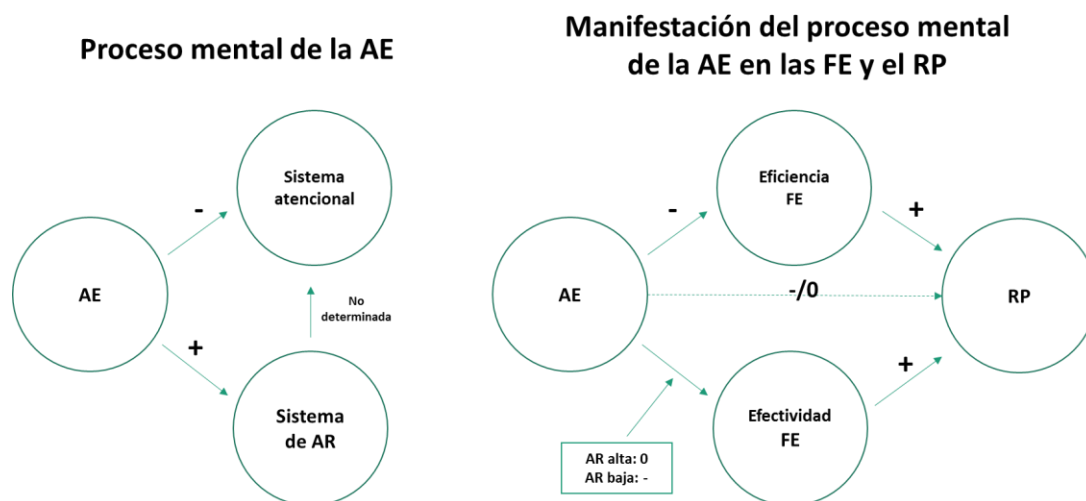 Proceso mental de la AE
Sistema
atencional
-
AE
No
determinada
+
Sistema
de AR
Manifestación del proceso mental
de la AE en las FE y el RP
Eficiencia
FE
-
+
AE
-/0
RP
+
Efectividad
FE
AR alta: 0
AR baja: -